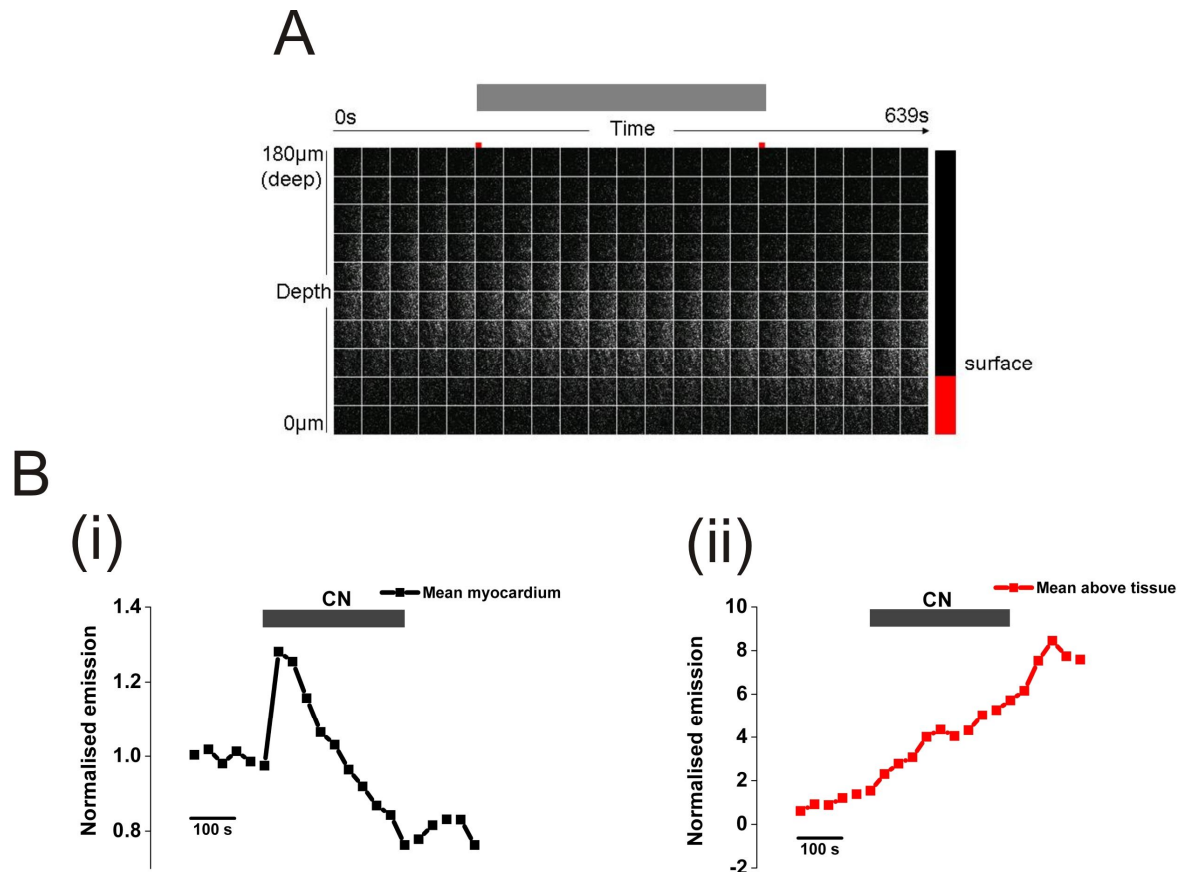 A
0s
639s
Time
180µm
(deep)
Depth
surface
0µm
B
(i)
(ii)
CN
Mean myocardium
1.4
1.2
1.0
0.8
Normalised emission
100 s
CN
Mean above tissue
10
8
6
4
2
0
-2
Normalised emission
100 s